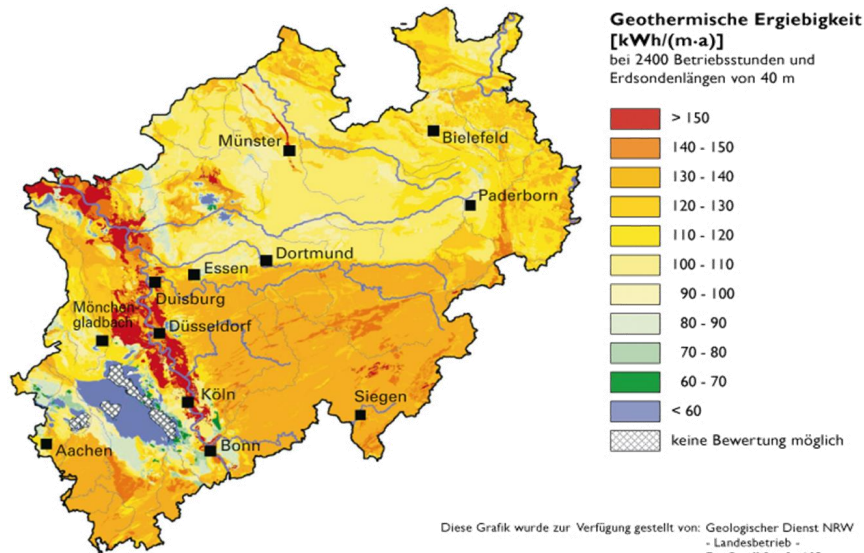 Geothermische Ergiebigkeit
[kWh/(m·a)]
bei 2400 Betriebsstunden und
Erdsondenlängen von 40 m
> 150
140 - 150
130 - 140
120 - 130
110 - 120
100 - 110
90 - 100
80 - 90
70 - 80
60 - 70
< 60
keine Bewertung möglich
Münster
Bielefeld
Paderborn
Dortmund
Essen
Duisburg
Mönchen-
gladbach
Düsseldorf
Köln
Siegen
Bonn
Aachen
Diese Grafik wurde zur Verfügung gestellt von: Geologischer Dienst NRW
- Landesbetrieb -